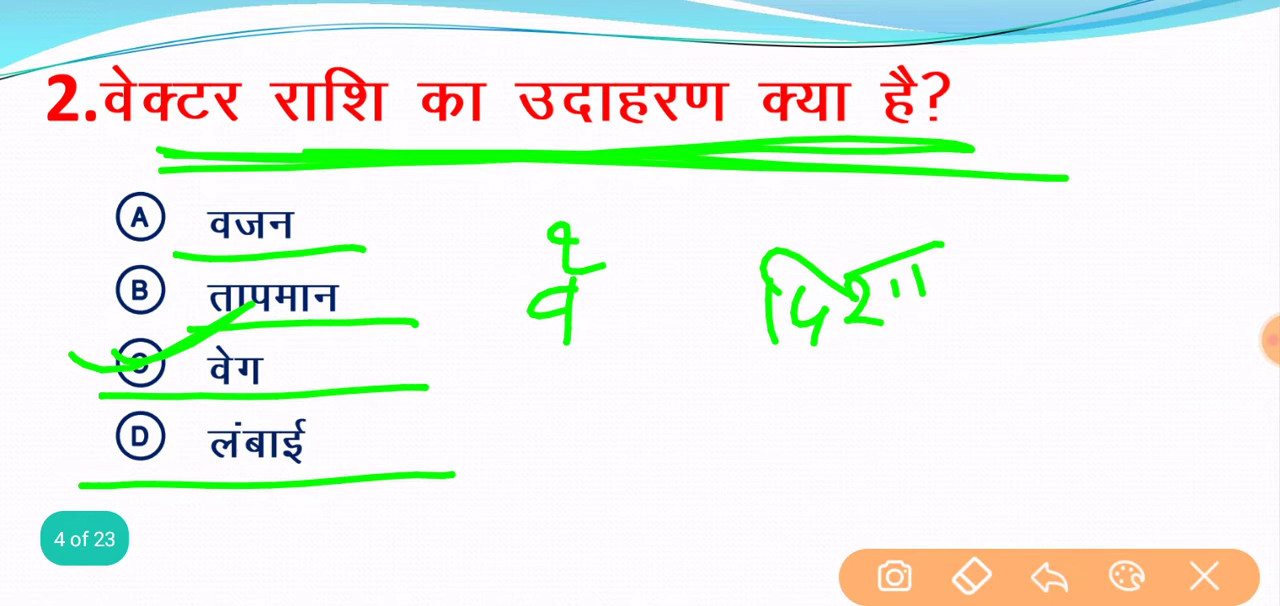 2.वेक्टर राशि का उदाहरण क्या है?
A वजन
B तापमान
C वेग
D लंबाई
दिशा
4 of 23